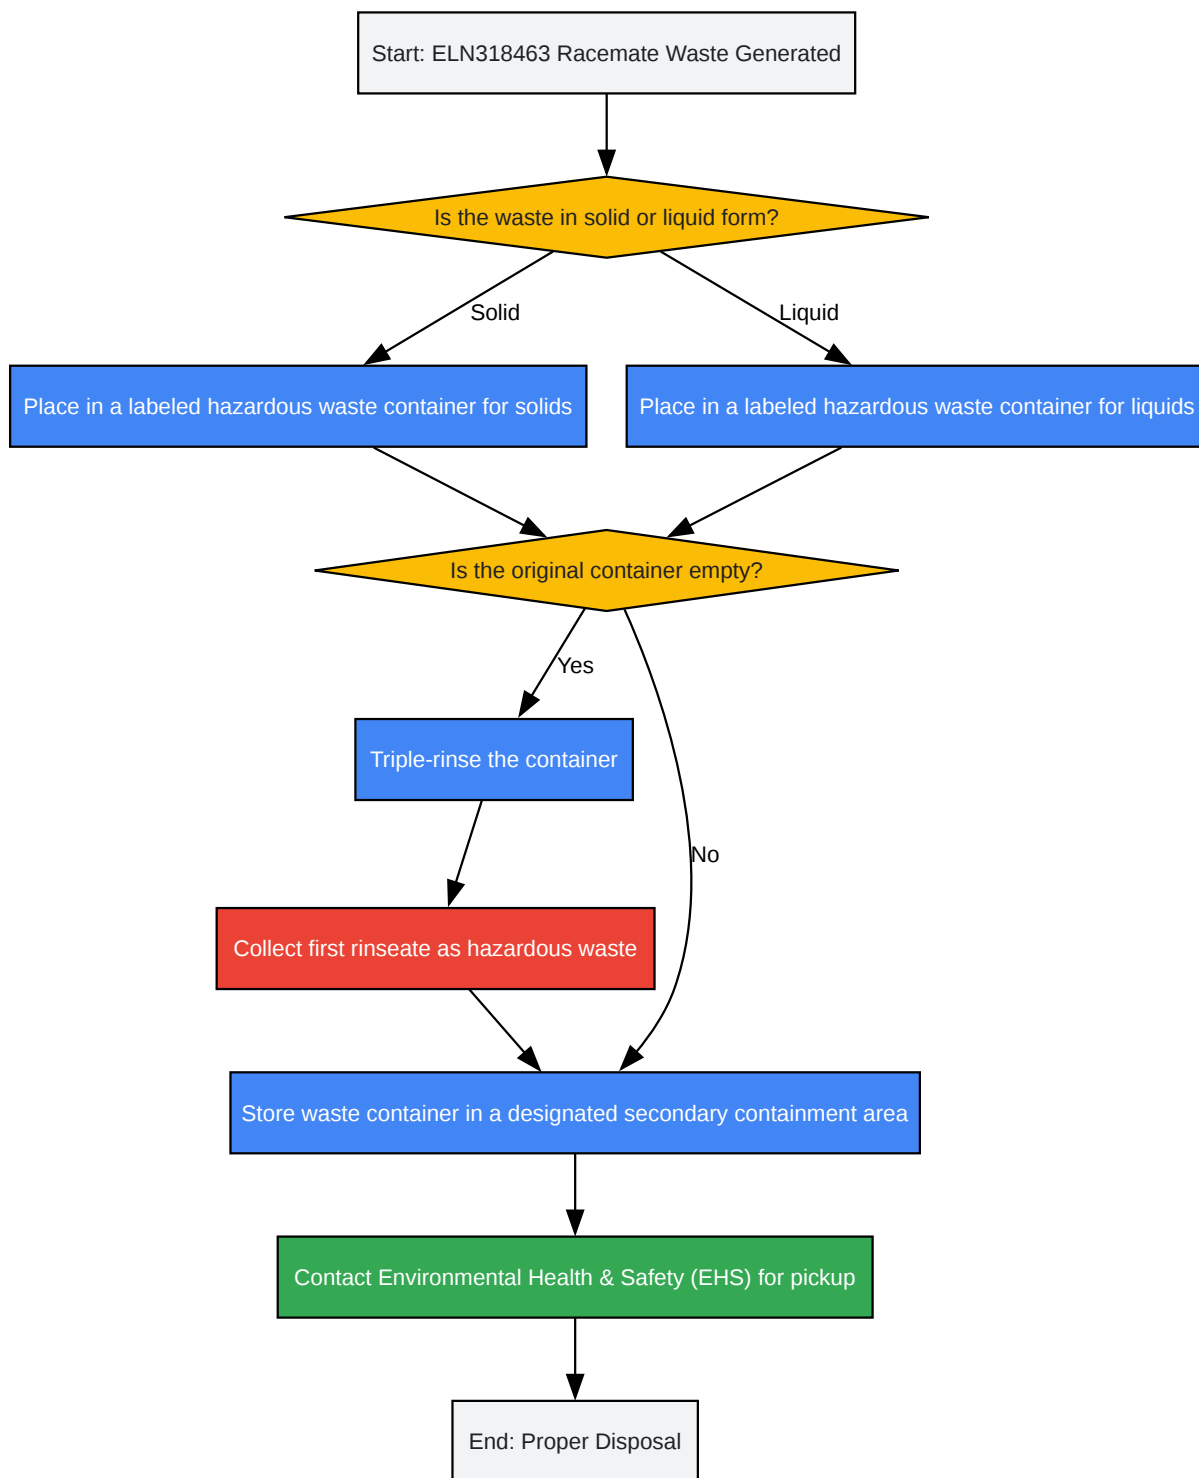 Start: ELN318463 Racemate Waste Generated
Is the waste in solid or liquid form?
Solid
Liquid
Place in a labeled hazardous waste container for solids
Place in a labeled hazardous waste container for liquids
Is the original container empty?
Yes
Triple-rinse the container
No
Collect first rinseate as hazardous waste
Store waste container in a designated secondary containment area
Contact Environmental Health & Safety (EHS) for pickup
End: Proper Disposal